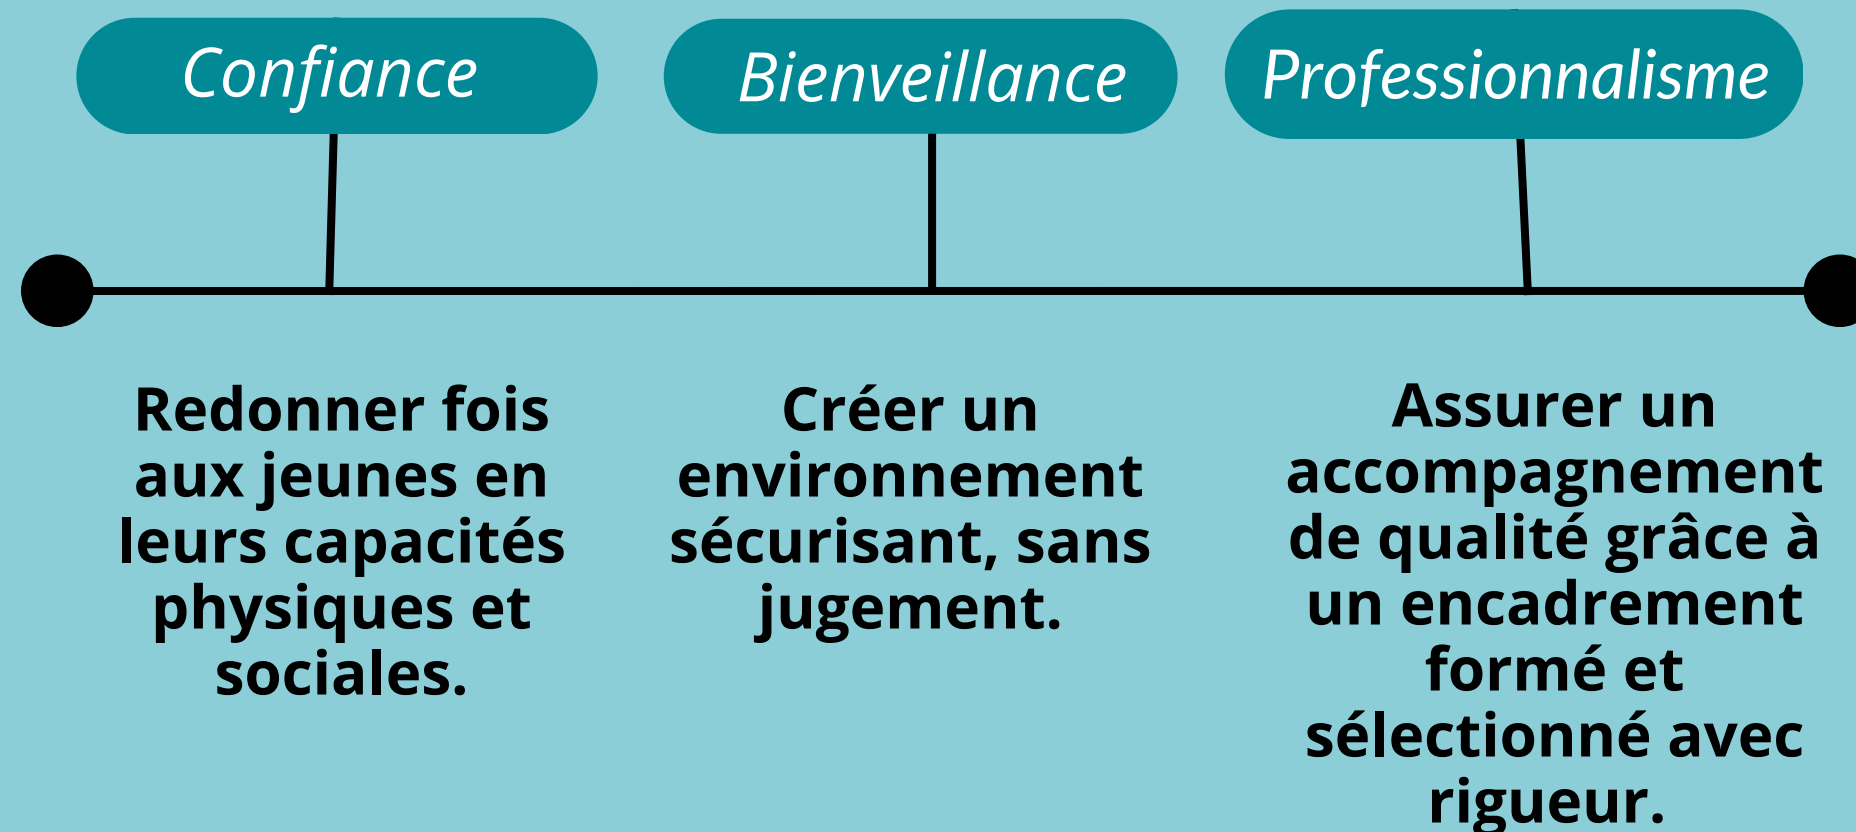 Confiance
Redonner fois
aux jeunes en
leurs capacités
physiques et
sociales.
Bienveillance
Créer un
environnement
sécurisant, sans
jugement.
Professionnalisme
Assurer un
accompagnement
de qualité grâce à
un encadrement
formé et
sélectionné avec
rigueur.